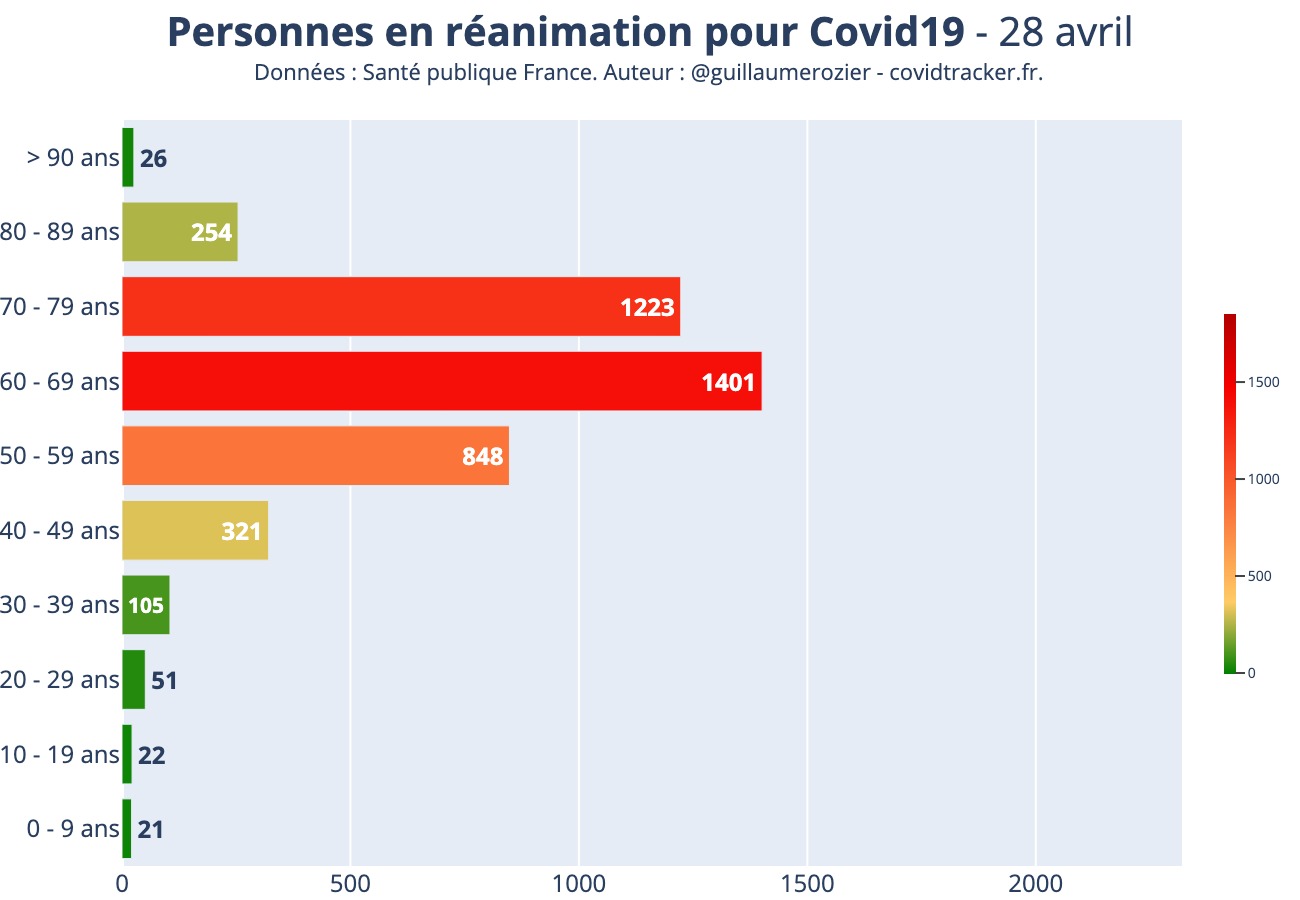 Personnes en réanimation pour Covid19 - 28 avril
Données : Santé publique France. Auteur : @guillaumerozier - covidtracker.fr.
> 90 ans 26
80 - 89 ans 254
70 - 79 ans 1223
60 - 69 ans 1401
50 - 59 ans 848
40 - 49 ans 321
30 - 39 ans 105
20 - 29 ans 51
10 - 19 ans 22
0 - 9 ans 21
0 500 1000 1500 2000
1500
1000
500
0